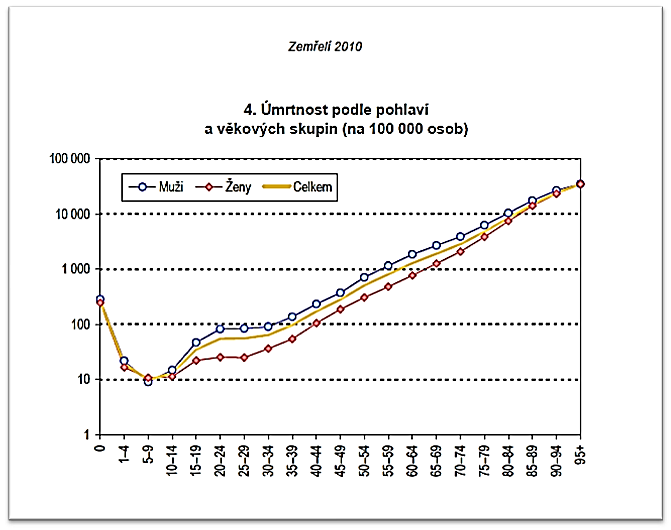 Zemřelí 2010
4. Úmrtnost podle pohlaví
a věkových skupin (na 100 000 osob)
100 000
10 000
1 000
100
10
1
Muži Ženy Celkem
0 1–4 5–9 10–14 15–19 20–24 25–29 30–34 35–39 40–44 45–49 50–54 55–59 60–64 65–69 70–74 75–79 80–84 85–89 90–94 95+